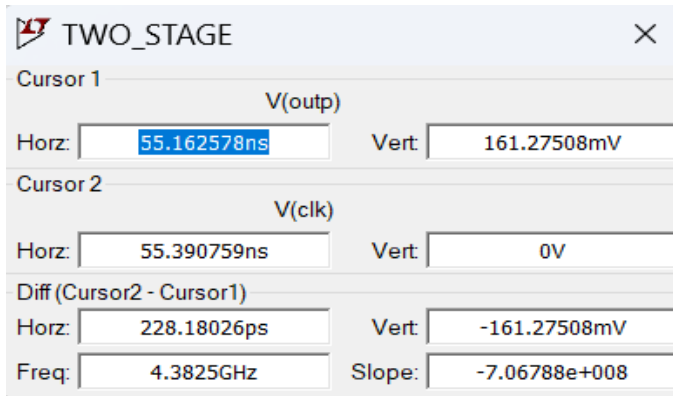 TWO_STAGE
Cursor 1
V(outp)
Horz: 55.162578ns Vert: 161.27508mV
Cursor 2
V(clk)
Horz: 55.390759ns Vert: 0V
Diff (Cursor2 - Cursor1)
Horz: 228.18026ps Vert: -161.27508mV
Freq: 4.3825GHz Slope: -7.06788e+008